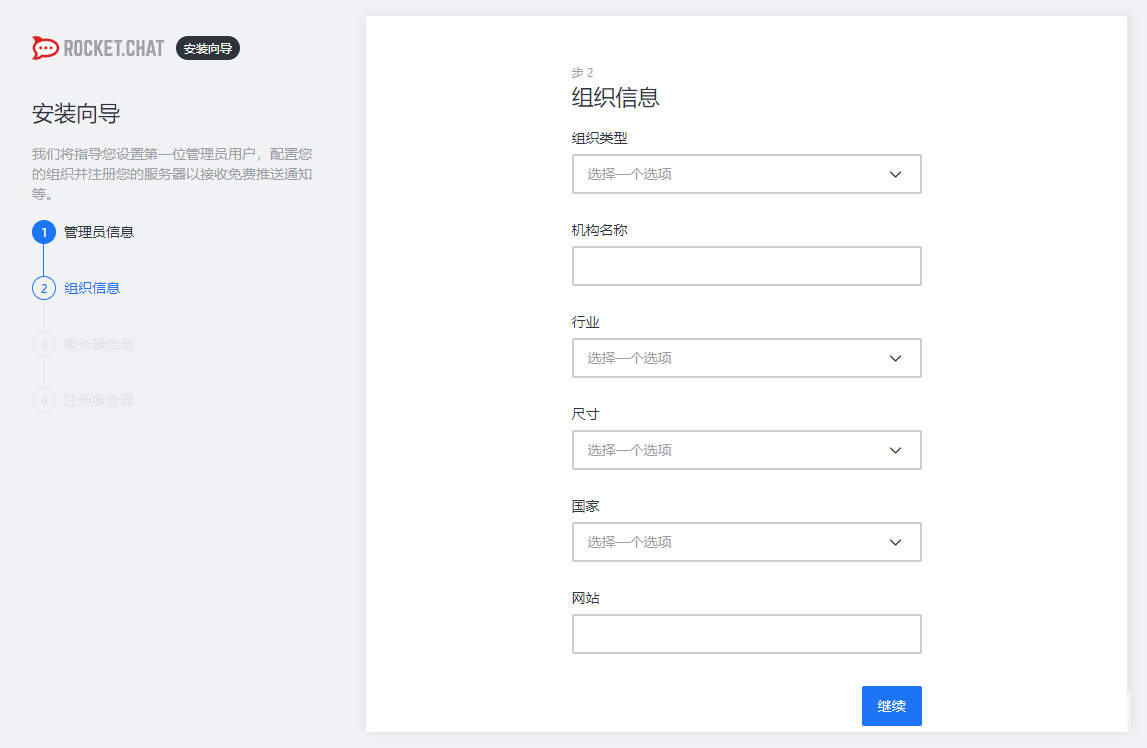 ROCKET.CHAT 安装向导
安装向导
我们将指导您设置第一位管理员用户，配置您
的组织并注册您的服务器以接收免费推送通知
等。
1 管理员信息
2 组织信息
3 服务器信息
4 注册服务器
步 2
组织信息
组织类型
选择一个选项
机构名称
行业
选择一个选项
尺寸
选择一个选项
国家
选择一个选项
网站
继续